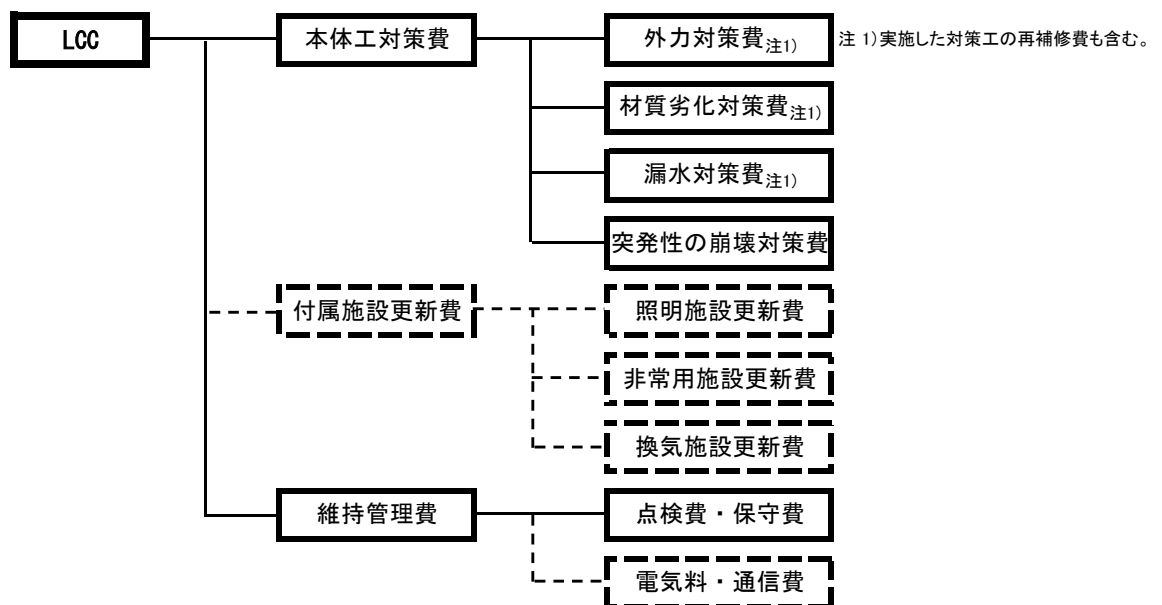 LCC
本体工対策費
外力対策費注1)
注 1)実施した対策工の再補修費も含む。
材質劣化対策費注1)
漏水対策費注1)
突発性の崩壊対策費
付属施設更新費
照明施設更新費
非常用施設更新費
換気施設更新費
維持管理費
点検費・保守費
電気料・通信費